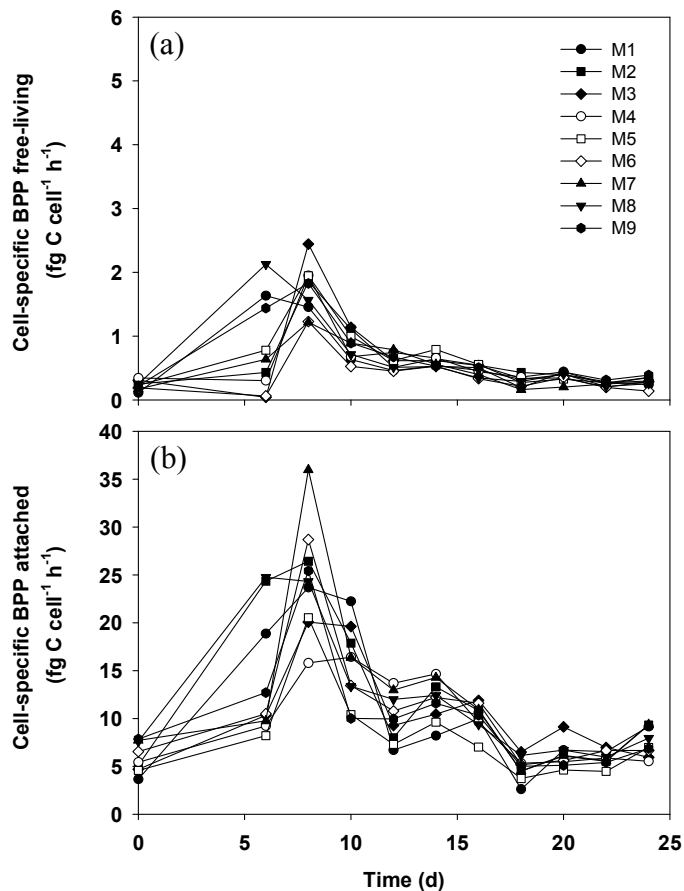 (a)
Cell-specific BPP free-living
(fg C cell⁻¹ h⁻¹)
6
5
4
3
2
1
0
M1
M2
M3
M4
M5
M6
M7
M8
M9
(b)
Cell-specific BPP attached
(fg C cell⁻¹ h⁻¹)
40
35
30
25
20
15
10
5
0
0 5 10 15 20 25
Time (d)